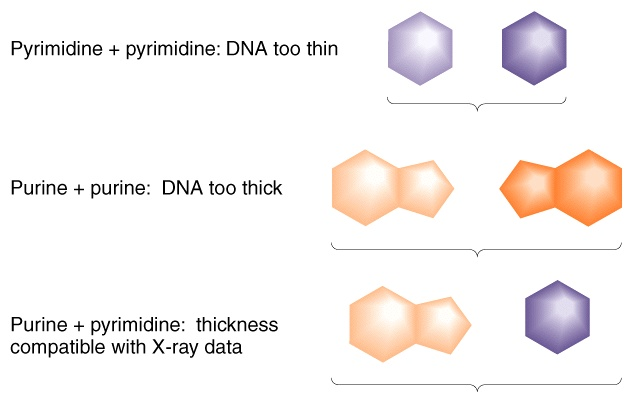 Pyrimidine + pyrimidine: DNA too thin
Purine + purine: DNA too thick
Purine + pyrimidine: thickness
compatible with X-ray data